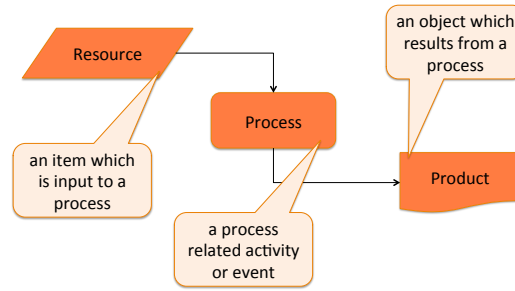 Resource
an item which
is input to a
process
Process
a process
related activity
or event
an object which
results from a
process
Product